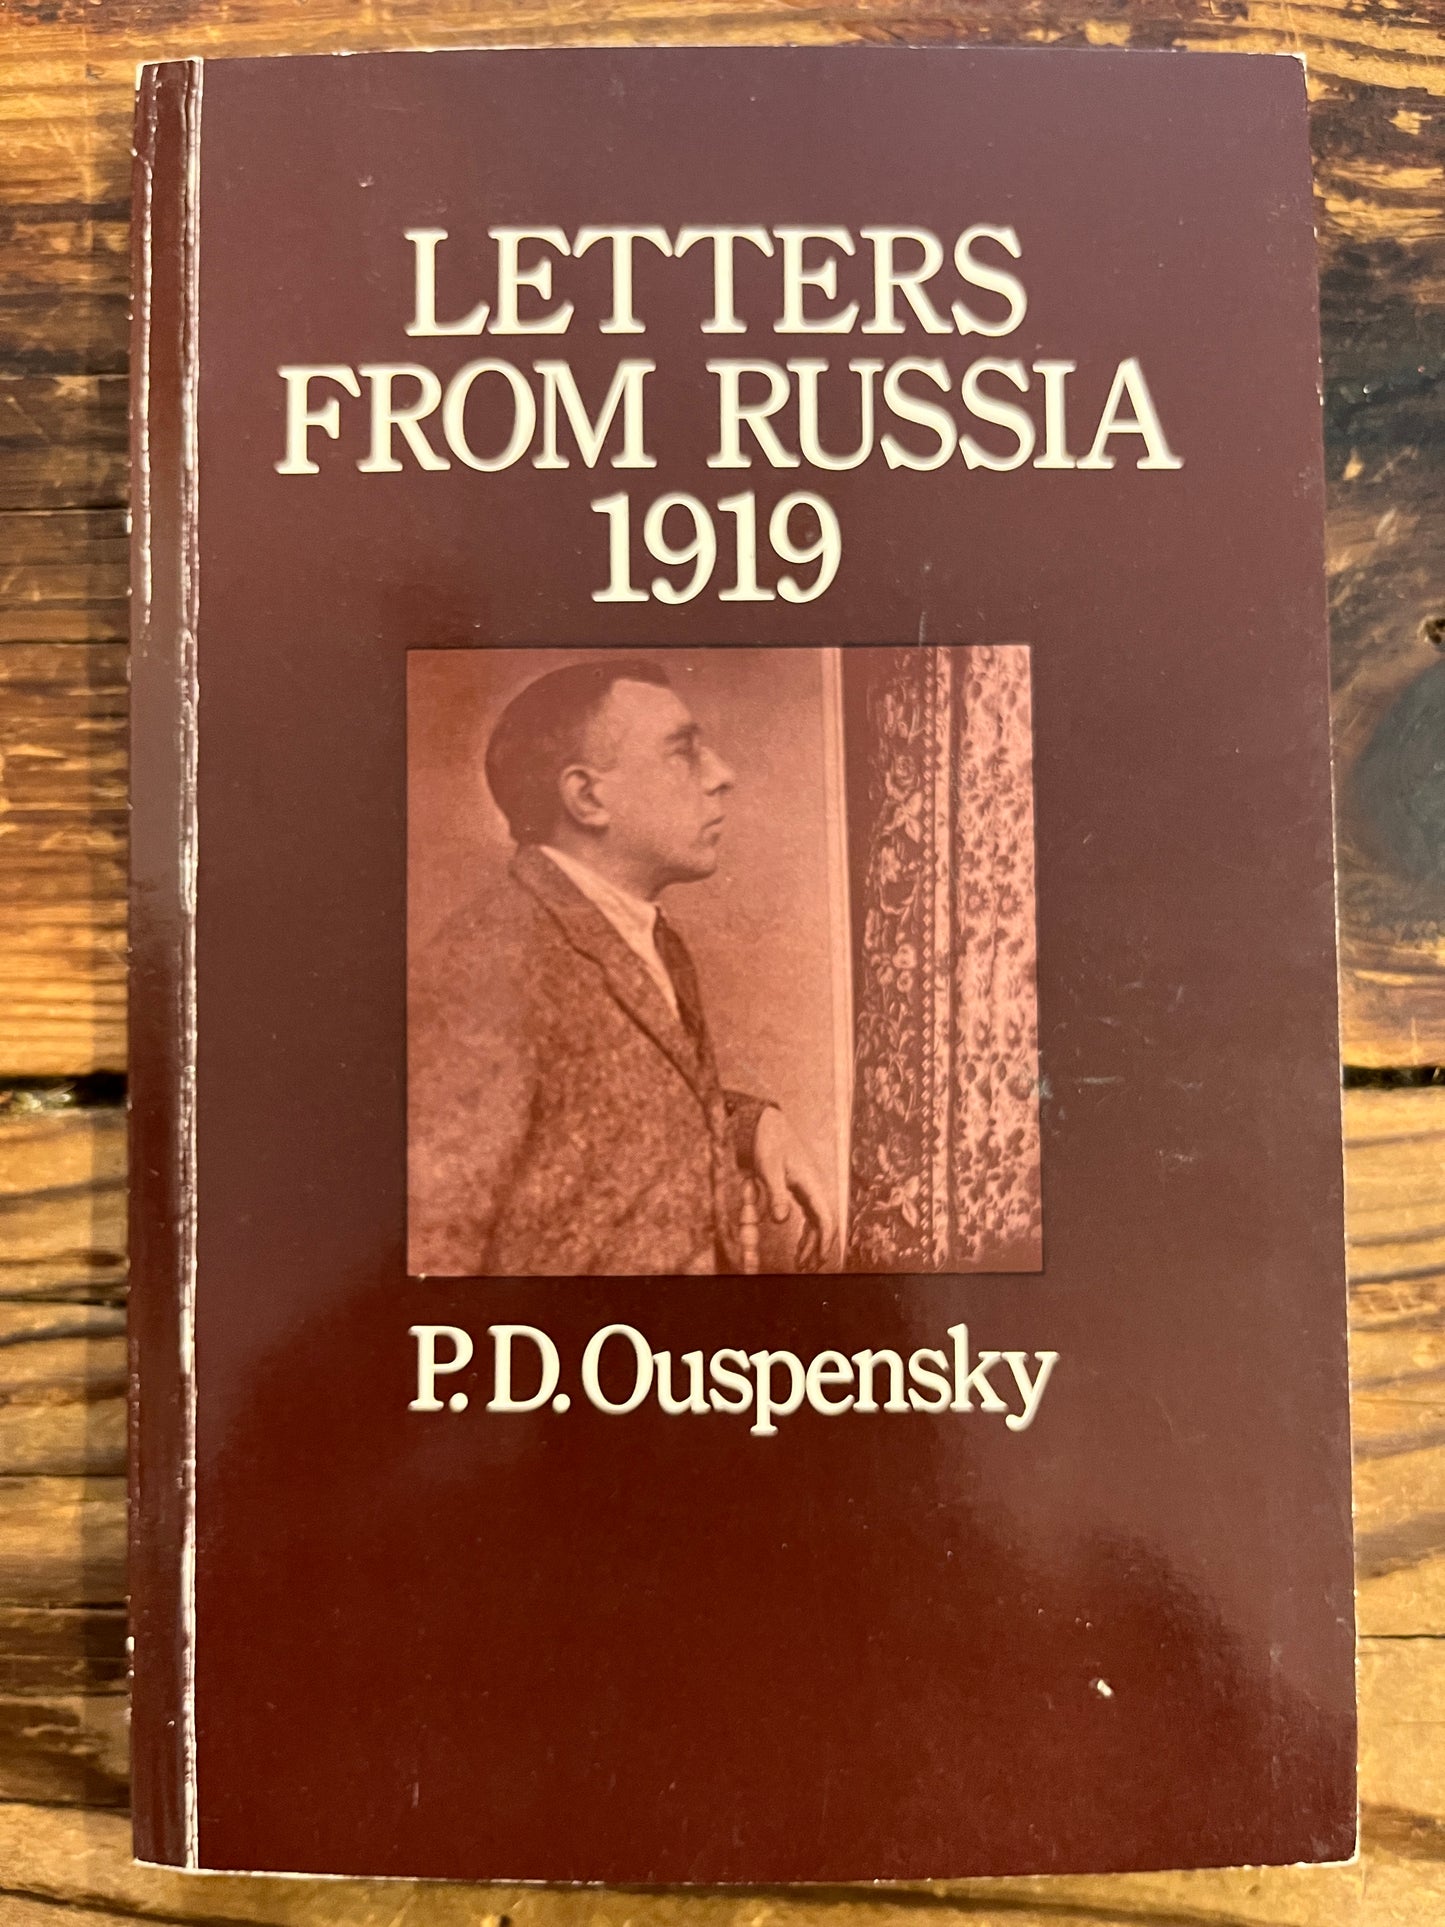 LETTERS
FROM RUSSIA
1919
P.D.Ouspensky